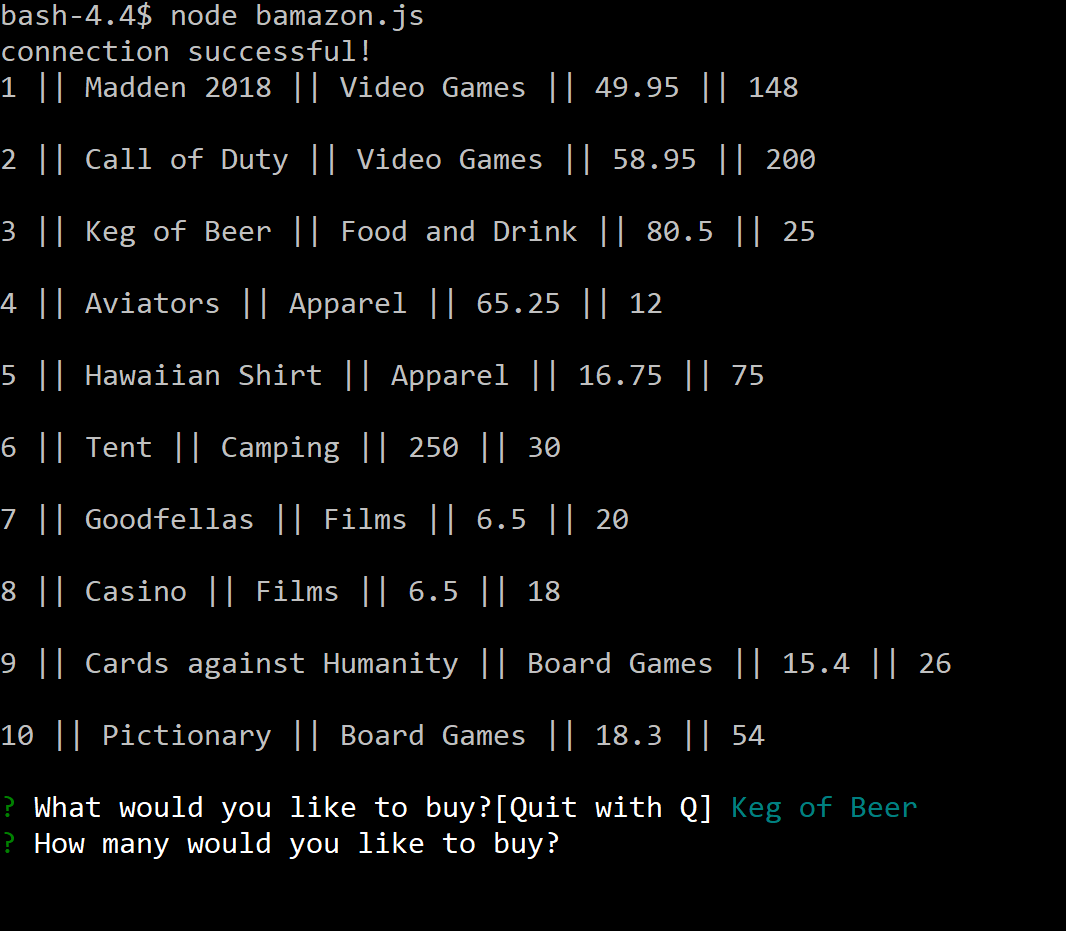 bash-4.4$ node bamazon.js
connection successful!
1 || Madden 2018 || Video Games || 49.95 || 148
2 || Call of Duty || Video Games || 58.95 || 200
3 || Keg of Beer || Food and Drink || 80.5 || 25
4 || Aviators || Apparel || 65.25 || 12
5 || Hawaiian Shirt || Apparel || 16.75 || 75
6 || Tent || Camping || 250 || 30
7 || Goodfellas || Films || 6.5 || 20
8 || Casino || Films || 6.5 || 18
9 || Cards against Humanity || Board Games || 15.4 || 26
10 || Pictionary || Board Games || 18.3 || 54
? What would you like to buy?[Quit with Q] Keg of Beer
? How many would you like to buy?